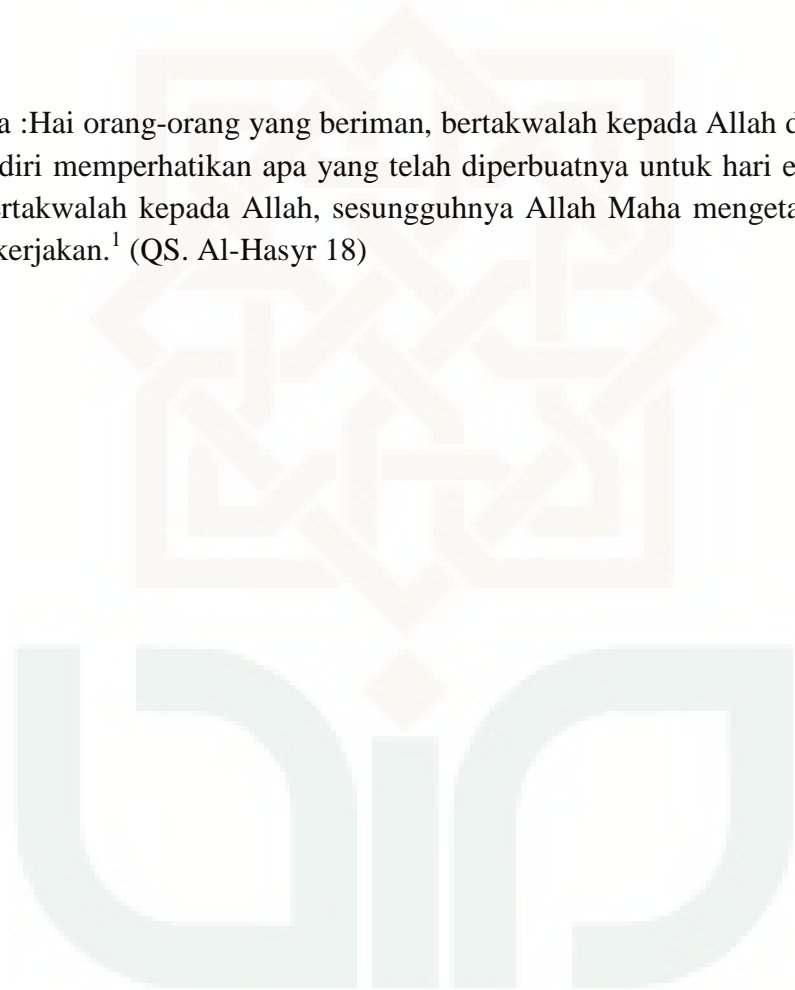 a :Hai orang-orang yang beriman, bertakwalah kepada Allah d
diri memperhatikan apa yang telah diperbuatnya untuk hari e
ertakwalah kepada Allah, sesungguhnya Allah Maha mengeta
kerjakan.¹ (QS. Al-Hasyr 18)